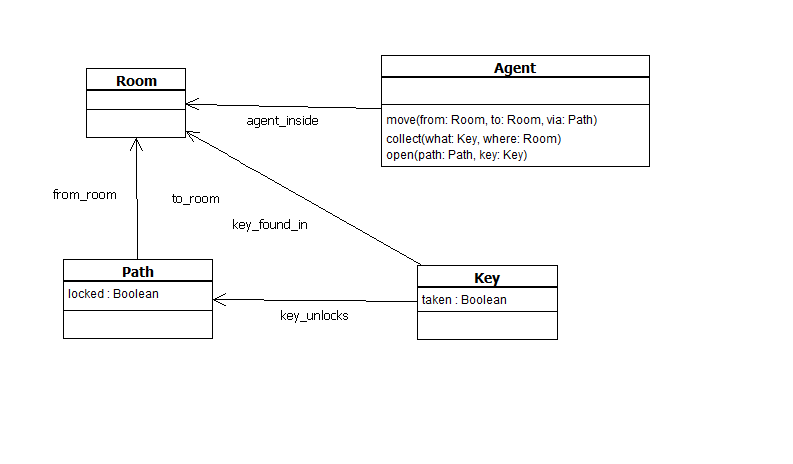 Room
Agent
move(from: Room, to: Room, via: Path)
collect(what: Key, where: Room)
open(path: Path, key: Key)
agent_inside
from_room
to_room
key_found_in
Path
locked : Boolean
Key
taken : Boolean
key_unlocks